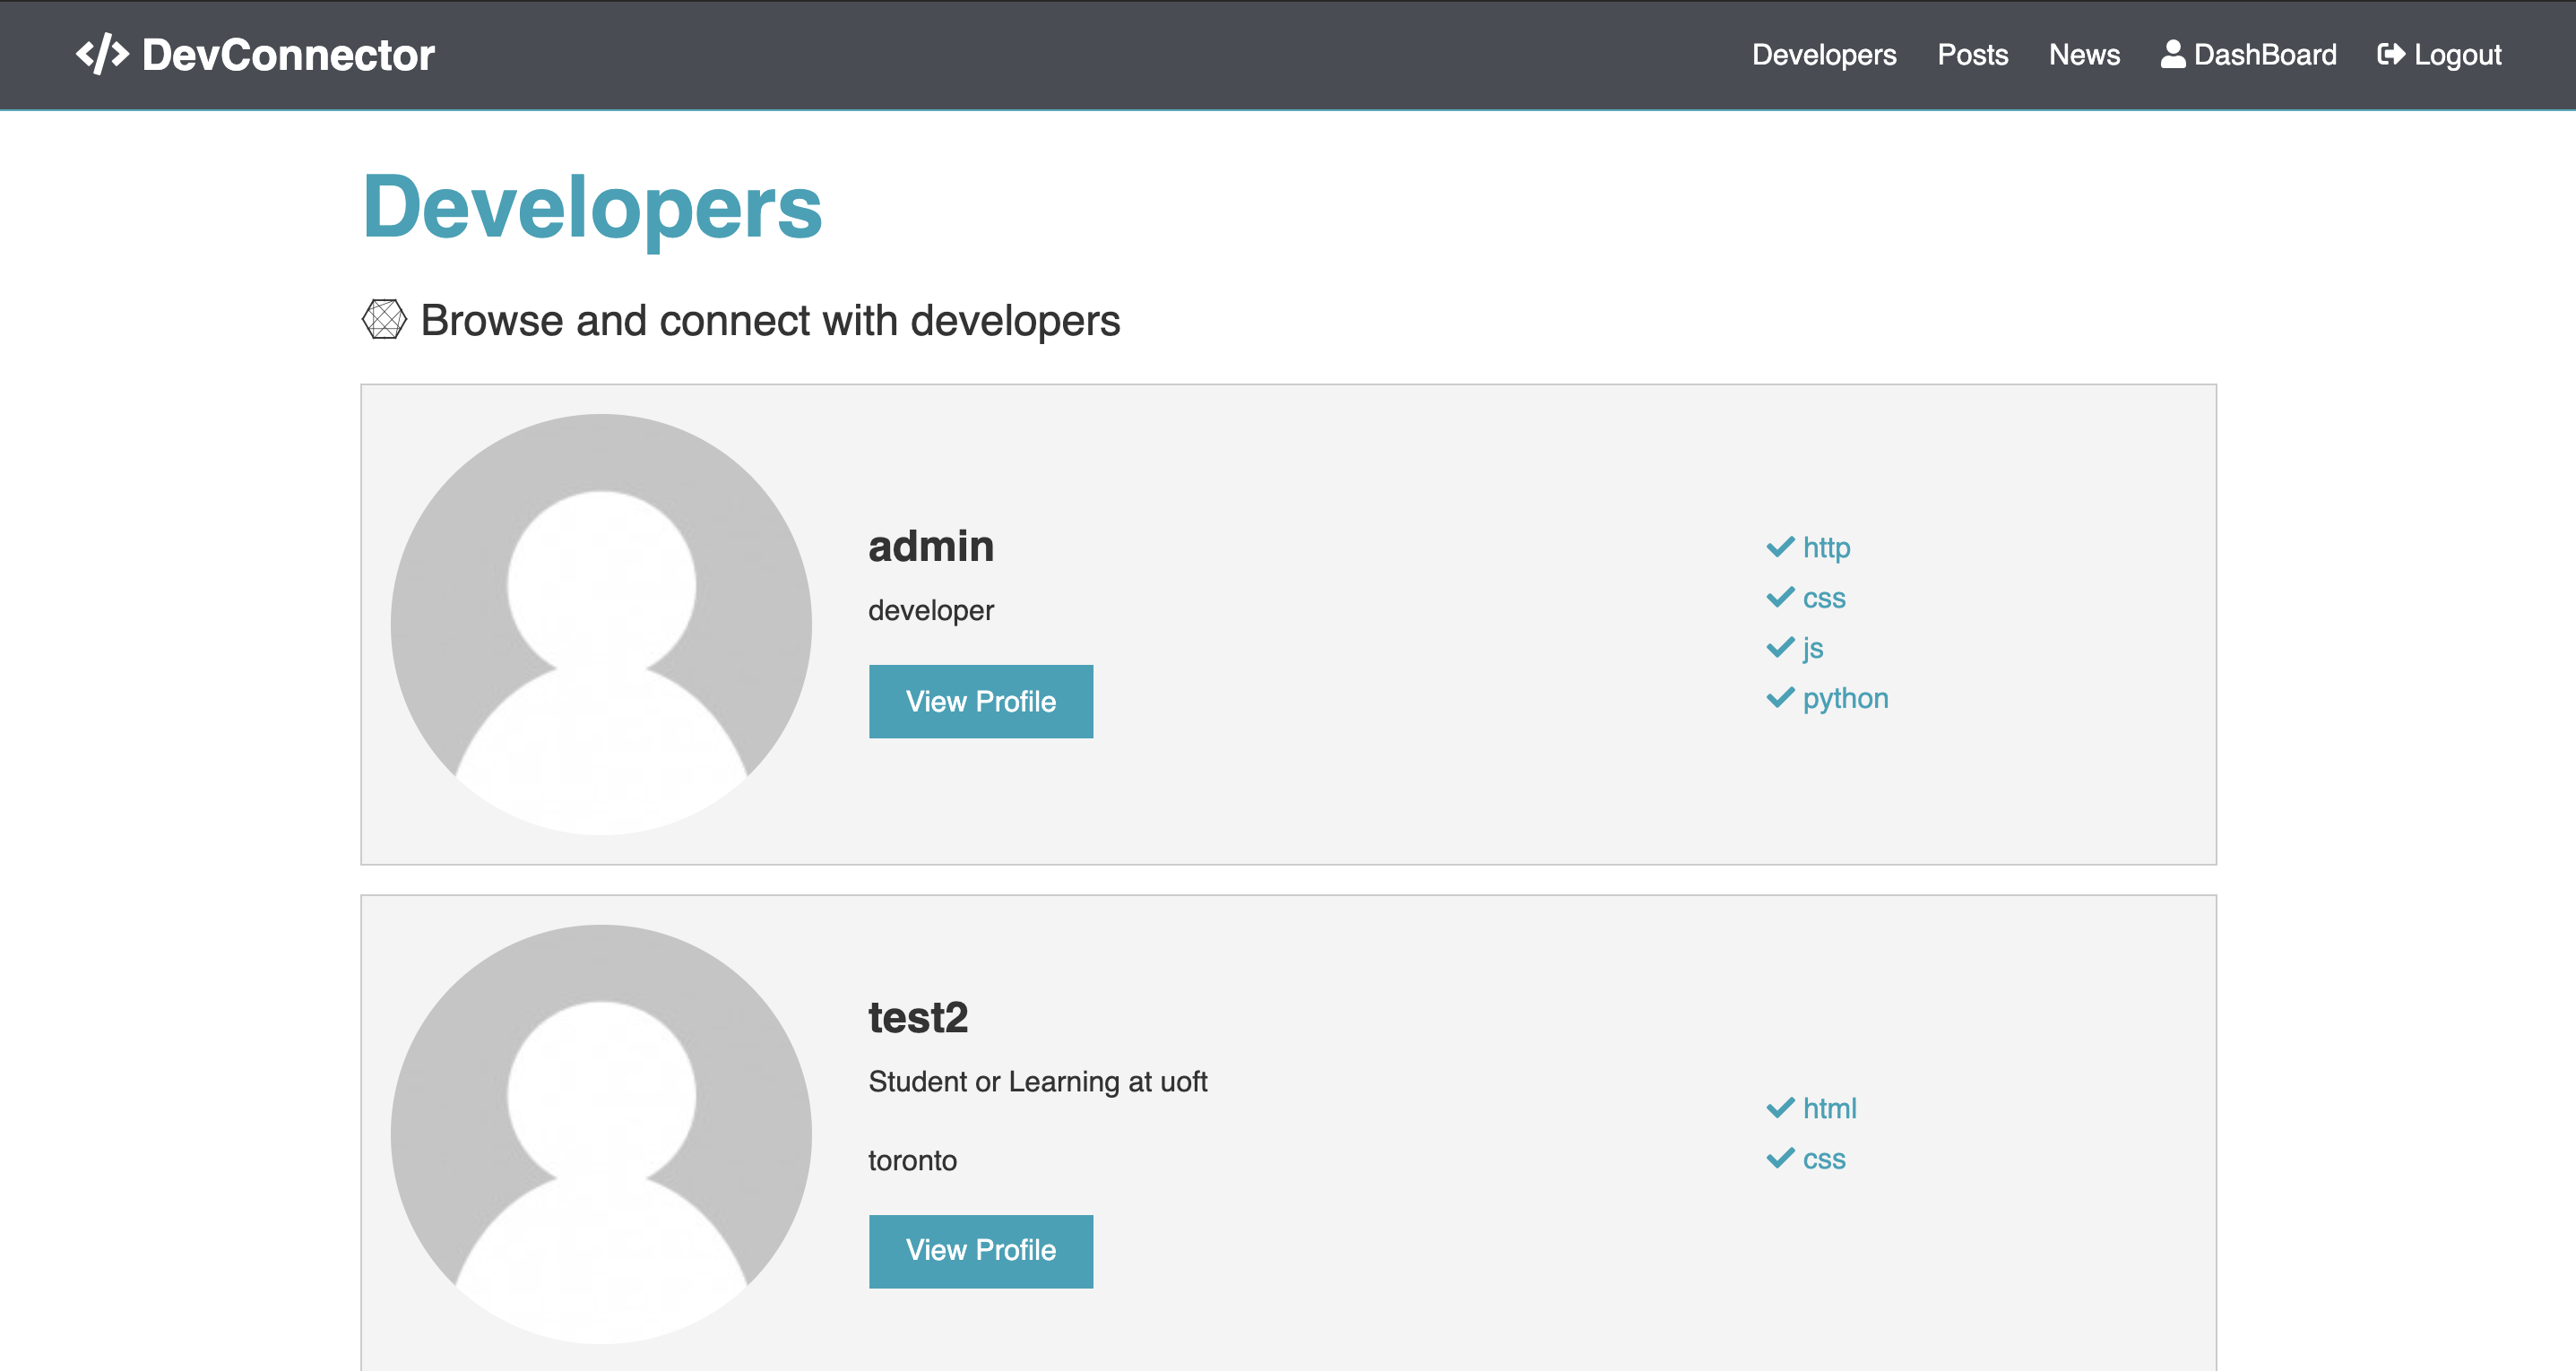 </> DevConnector
Developers Posts News DashBoard Logout
Developers
Browse and connect with developers
admin
developer
View Profile
http
css
js
python
test2
Student or Learning at uoft
toronto
View Profile
html
css